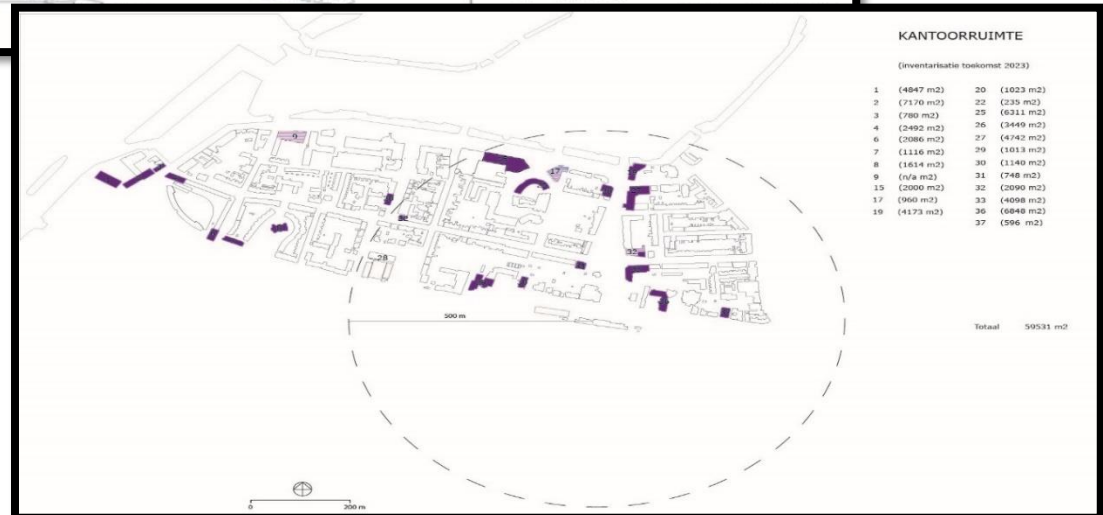 KANTOORRUIMTE
(inventarisatie toekomst 2023)
1 (4847 m2) 20 (1023 m2)
2 (7170 m2) 22 (235 m2)
3 (780 m2) 25 (6311 m2)
4 (2492 m2) 26 (3449 m2)
6 (2086 m2) 27 (4742 m2)
7 (1116 m2) 29 (1013 m2)
8 (1614 m2) 30 (1140 m2)
9 (n/a m2) 31 (748 m2)
15 (2000 m2) 32 (2090 m2)
17 (960 m2) 33 (4098 m2)
19 (4173 m2) 36 (6848 m2)
37 (596 m2)
9
17
500 m
Totaal 59531 m2
0 200 m